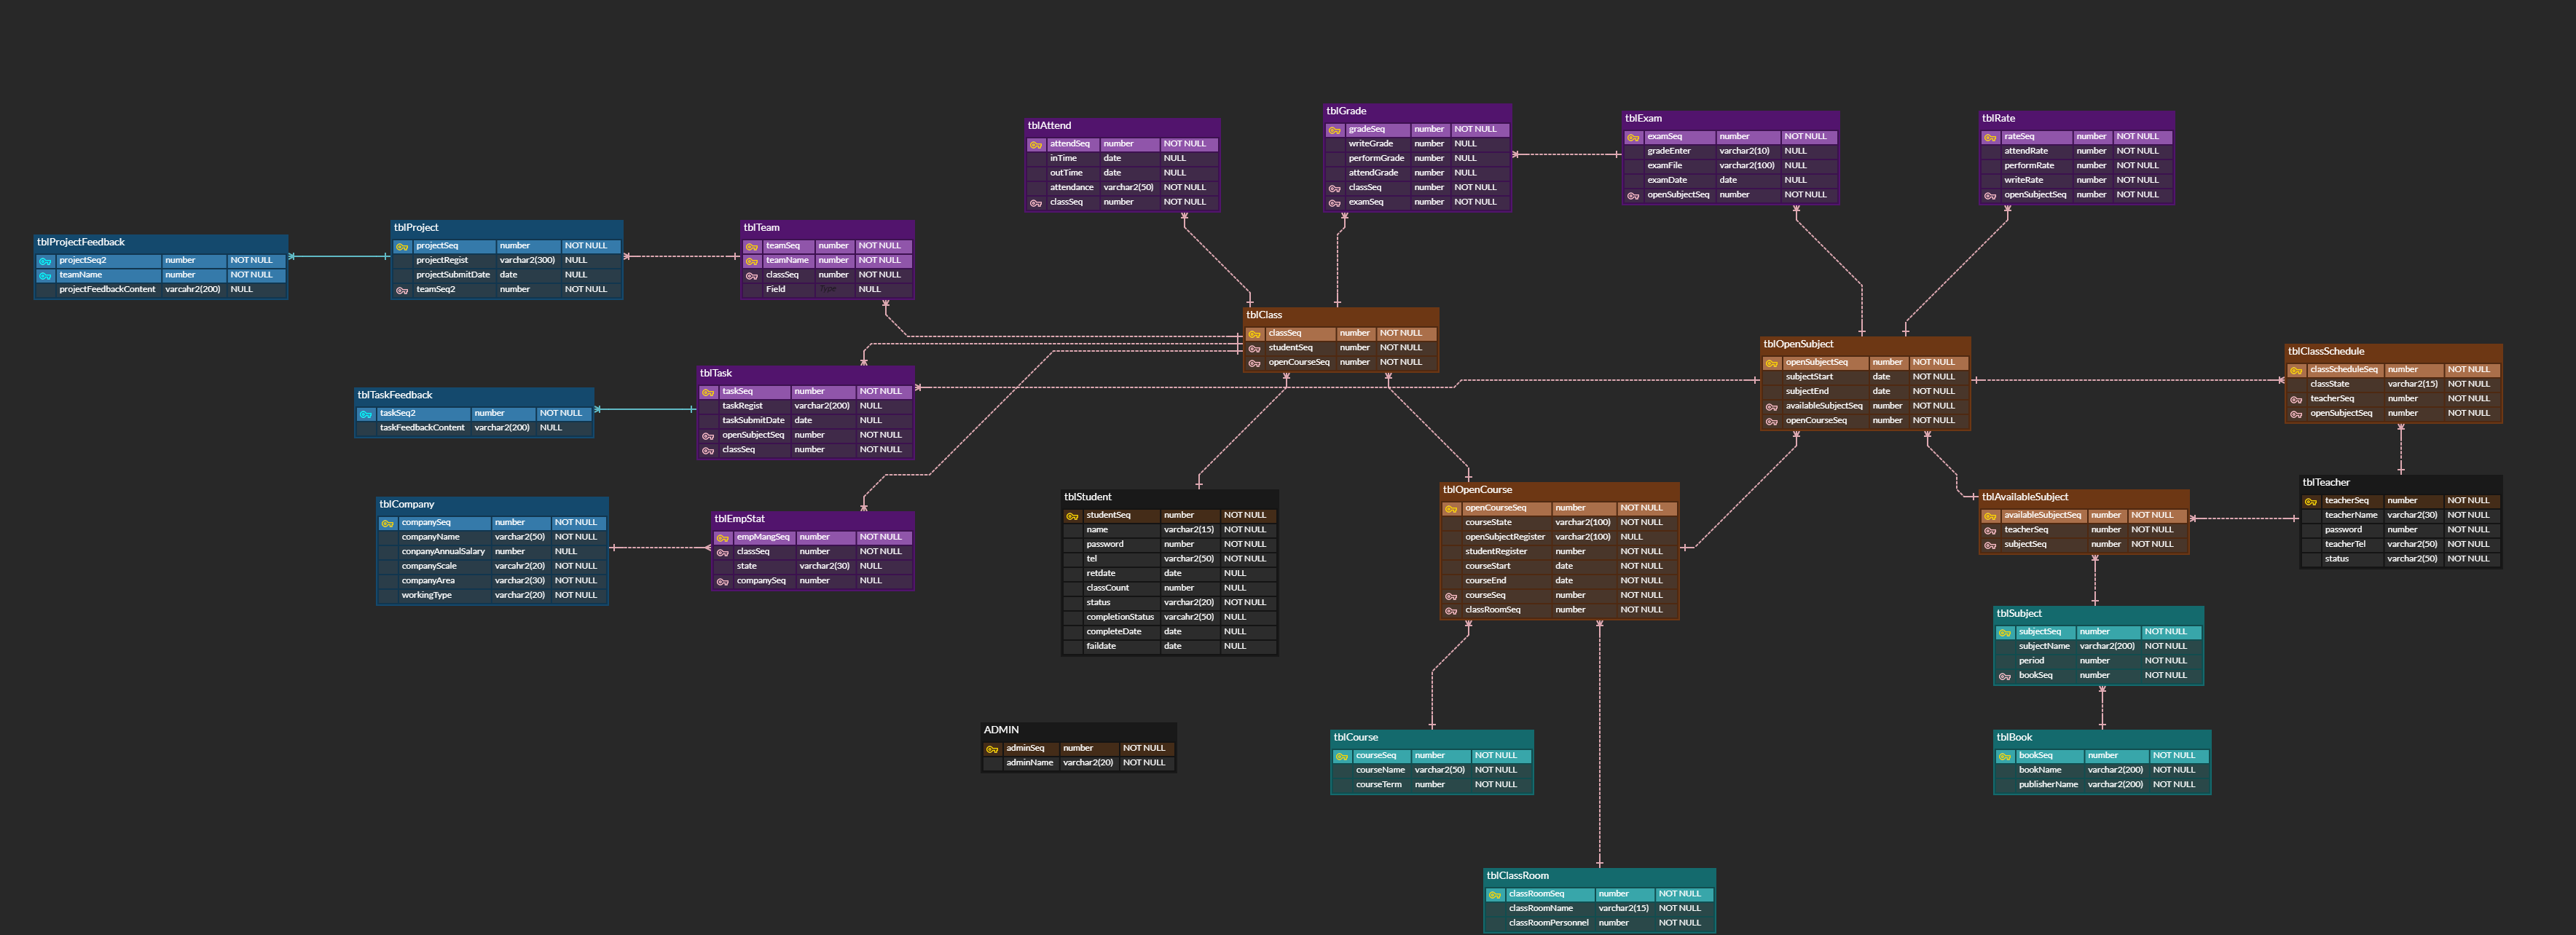 tblGrade
gradeSeq number NOT NULL
writeGrade number NULL
performGrade number NULL
attendGrade number NULL
classSeq number NOT NULL
examSeq number NOT NULL
tblExam
examSeq number NOT NULL
gradeEnter varchar2(10) NULL
examFile varchar2(100) NULL
examDate date NULL
openSubjectSeq number NOT NULL
tblRate
rateSeq number NOT NULL
attendRate number NOT NULL
performRate number NOT NULL
writeRate number NOT NULL
openSubjectSeq number NOT NULL
tblAttend
attendSeq number NOT NULL
inTime date NULL
outTime date NULL
attendance varchar2(50) NOT NULL
classSeq number NOT NULL
tblProjectFeedback
projectSeq2 number NOT NULL
teamName number NOT NULL
projectFeedbackContent varcahr2(200) NULL
tblProject
projectSeq number NOT NULL
projectRegist varchar2(300) NULL
projectSubmitDate date NULL
teamSeq2 number NOT NULL
tblTeam
teamSeq number NOT NULL
teamName number NOT NULL
classSeq number NOT NULL
Field Type NULL
tblClass
classSeq number NOT NULL
studentSeq number NOT NULL
openCourseSeq number NOT NULL
tblOpenSubject
openSubjectSeq number NOT NULL
subjectStart date NOT NULL
subjectEnd date NOT NULL
availableSubjectSeq number NOT NULL
openCourseSeq number NOT NULL
tblClassSchedule
classScheduleSeq number NOT NULL
classState varchar2(15) NOT NULL
teacherSeq number NOT NULL
openSubjectSeq number NOT NULL
tblTaskFeedback
taskSeq2 number NOT NULL
taskFeedbackContent varchar2(200) NULL
tblTask
taskSeq number NOT NULL
taskRegist varchar2(200) NULL
taskSubmitDate date NULL
openSubjectSeq number NOT NULL
classSeq number NOT NULL
tblCompany
companySeq number NOT NULL
companyName varchar2(50) NOT NULL
conpanyAnnualSalary number NULL
companyScale varcahr2(20) NOT NULL
companyArea varchar2(30) NOT NULL
workingType varchar2(20) NOT NULL
tblEmpStat
empMangSeq number NOT NULL
classSeq number NOT NULL
state varchar2(30) NULL
companySeq number NULL
tblStudent
studentSeq number NOT NULL
name varchar2(15) NOT NULL
password number NOT NULL
tel varchar2(50) NOT NULL
retdate date NULL
classCount number NULL
status varchar2(20) NOT NULL
completionStatus varcahr2(50) NULL
completeDate date NULL
faildate date NULL
tblOpenCourse
openCourseSeq number NOT NULL
courseState varchar2(100) NOT NULL
openSubjectRegister varchar2(100) NULL
studentRegister number NOT NULL
courseStart date NOT NULL
courseEnd date NOT NULL
courseSeq number NOT NULL
classRoomSeq number NOT NULL
tblAvailableSubject
availableSubjectSeq number NOT NULL
teacherSeq number NOT NULL
subjectSeq number NOT NULL
tblTeacher
teacherSeq number NOT NULL
teacherName varchar2(30) NOT NULL
password number NOT NULL
teacherTel varchar2(50) NOT NULL
status varchar2(50) NOT NULL
tblSubject
subjectSeq number NOT NULL
subjectName varchar2(200) NOT NULL
period number NOT NULL
bookSeq number NOT NULL
ADMIN
adminSeq number NOT NULL
adminName varchar2(20) NOT NULL
tblCourse
courseSeq number NOT NULL
courseName varchar2(50) NOT NULL
courseTerm number NOT NULL
tblBook
bookSeq number NOT NULL
bookName varchar2(200) NOT NULL
publisherName varchar2(200) NOT NULL
tblClassRoom
classRoomSeq number NOT NULL
classRoomName varchar2(15) NOT NULL
classRoomPersonnel number NOT NULL